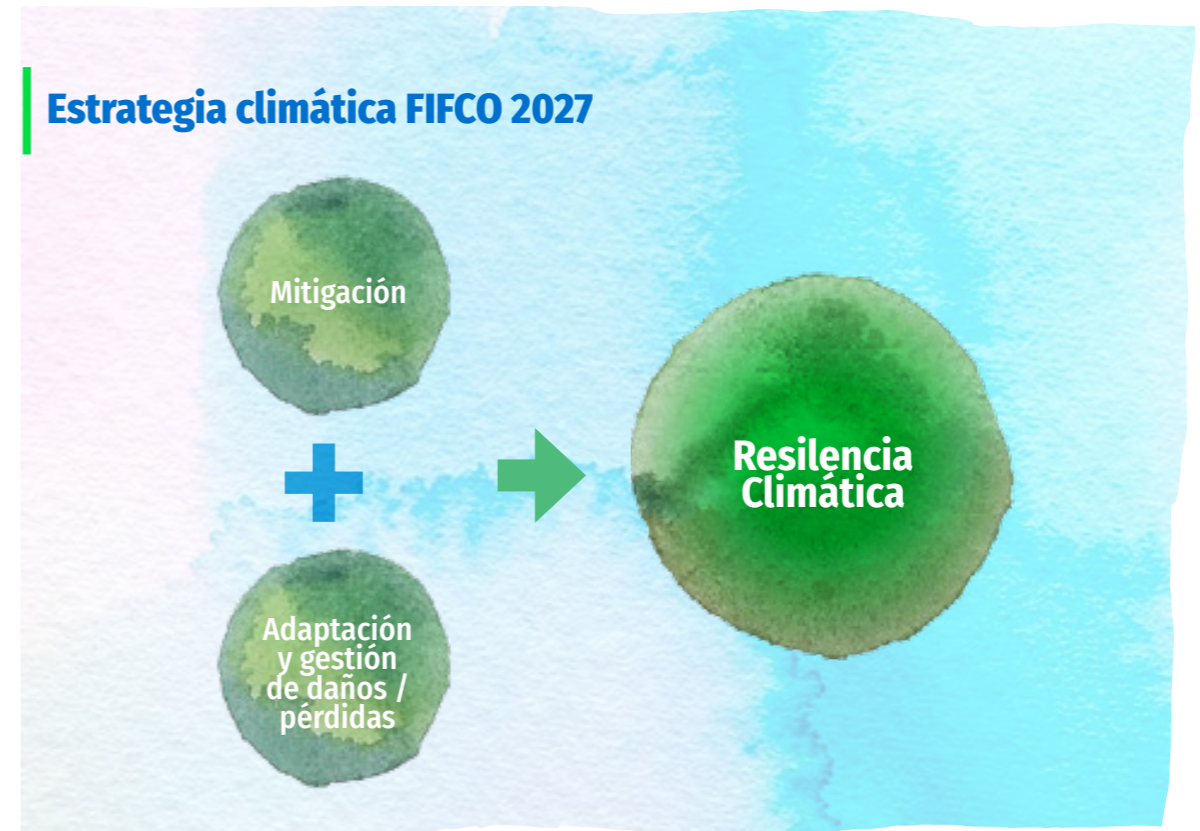 Estrategia climática FIFCO 2027
Mitigación
Adaptación
y gestión
de daños /
pérdidas
Resilencia
Climática